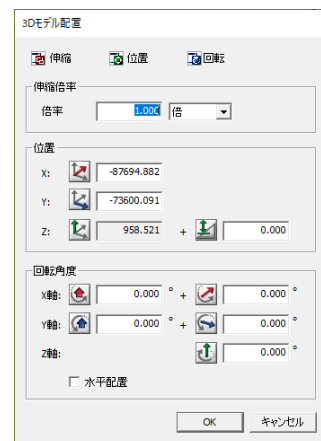 3Dモデル配置
伸縮 位置 回転
伸縮倍率
倍率 1.000 倍
位置
X: -87694.882
Y: -73600.091
Z: 958.521 + 0.000
回転角度
X軸: 0.000 ° + 0.000 °
Y軸: 0.000 ° + 0.000 °
Z軸: 0.000 °
水平配置
OK キャンセル